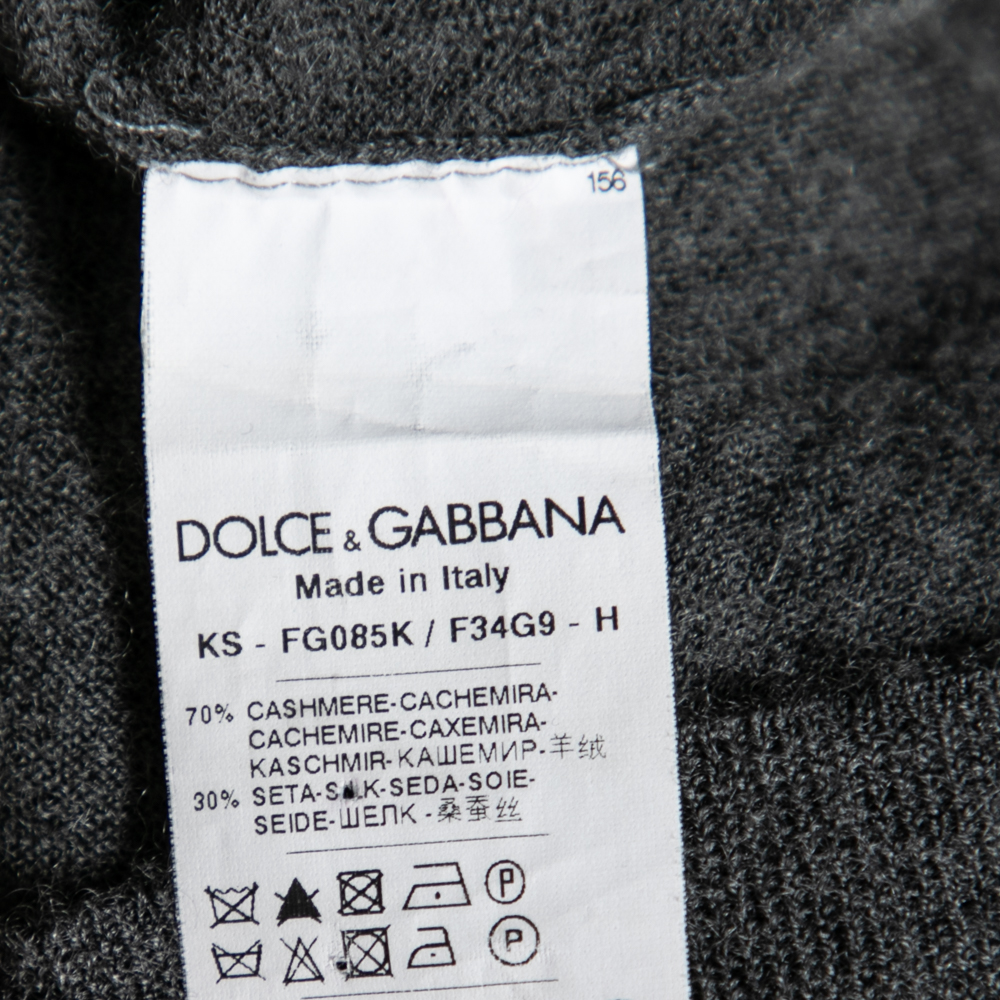 156
DOLCE & GABBANA
Made in Italy
KS - FG085K / F34G9 - H
70% CASHMERE-CACHEMIRA-
CACHEMIRE-CAXEMIRA-
KASCHMIR-КАШЕМИР-羊绒
30% SETA-SILK-SEDA-SOIE-
SEIDE-ШЕЛК -桑蚕丝
P
P